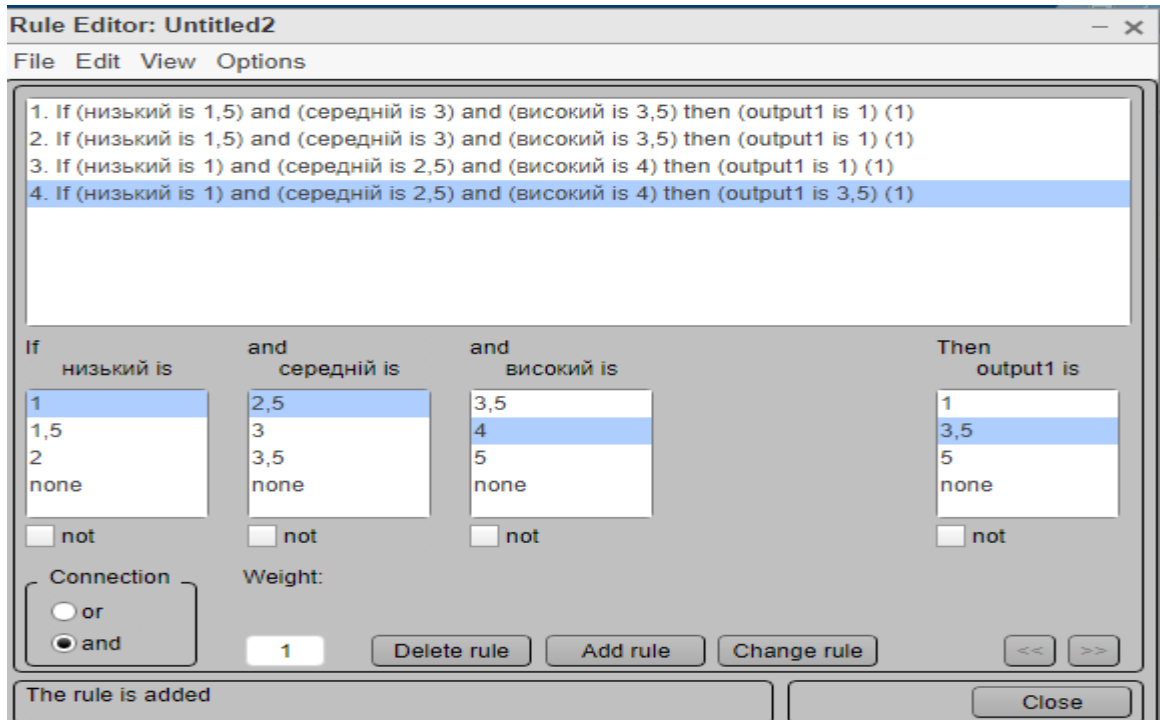 Rule Editor: Untitled2
File Edit View Options
1. If (низький is 1,5) and (середній is 3) and (високий is 3,5) then (output1 is 1) (1)
2. If (низький is 1,5) and (середній is 3) and (високий is 3,5) then (output1 is 1) (1)
3. If (низький is 1) and (середній is 2,5) and (високий is 4) then (output1 is 1) (1)
4. If (низький is 1) and (середній is 2,5) and (високий is 4) then (output1 is 3,5) (1)
If and and Then
низький is середній is високий is output1 is
1 2,5 3,5 1
1,5 3 4 3,5
2 3,5 5 5
none none none none
not not not not
Connection Weight:
or
and 1 Delete rule Add rule Change rule << >>
The rule is added Close